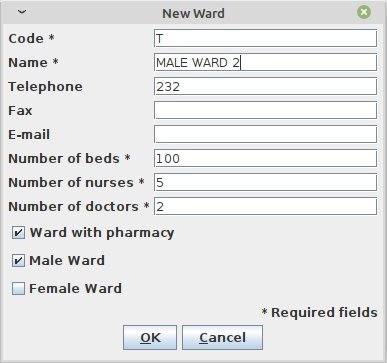 New Ward
Code * T
Name * MALE WARD 2
Telephone 232
Fax
E-mail
Number of beds * 100
Number of nurses * 5
Number of doctors * 2
Ward with pharmacy
Male Ward
Female Ward
* Required fields
OK Cancel